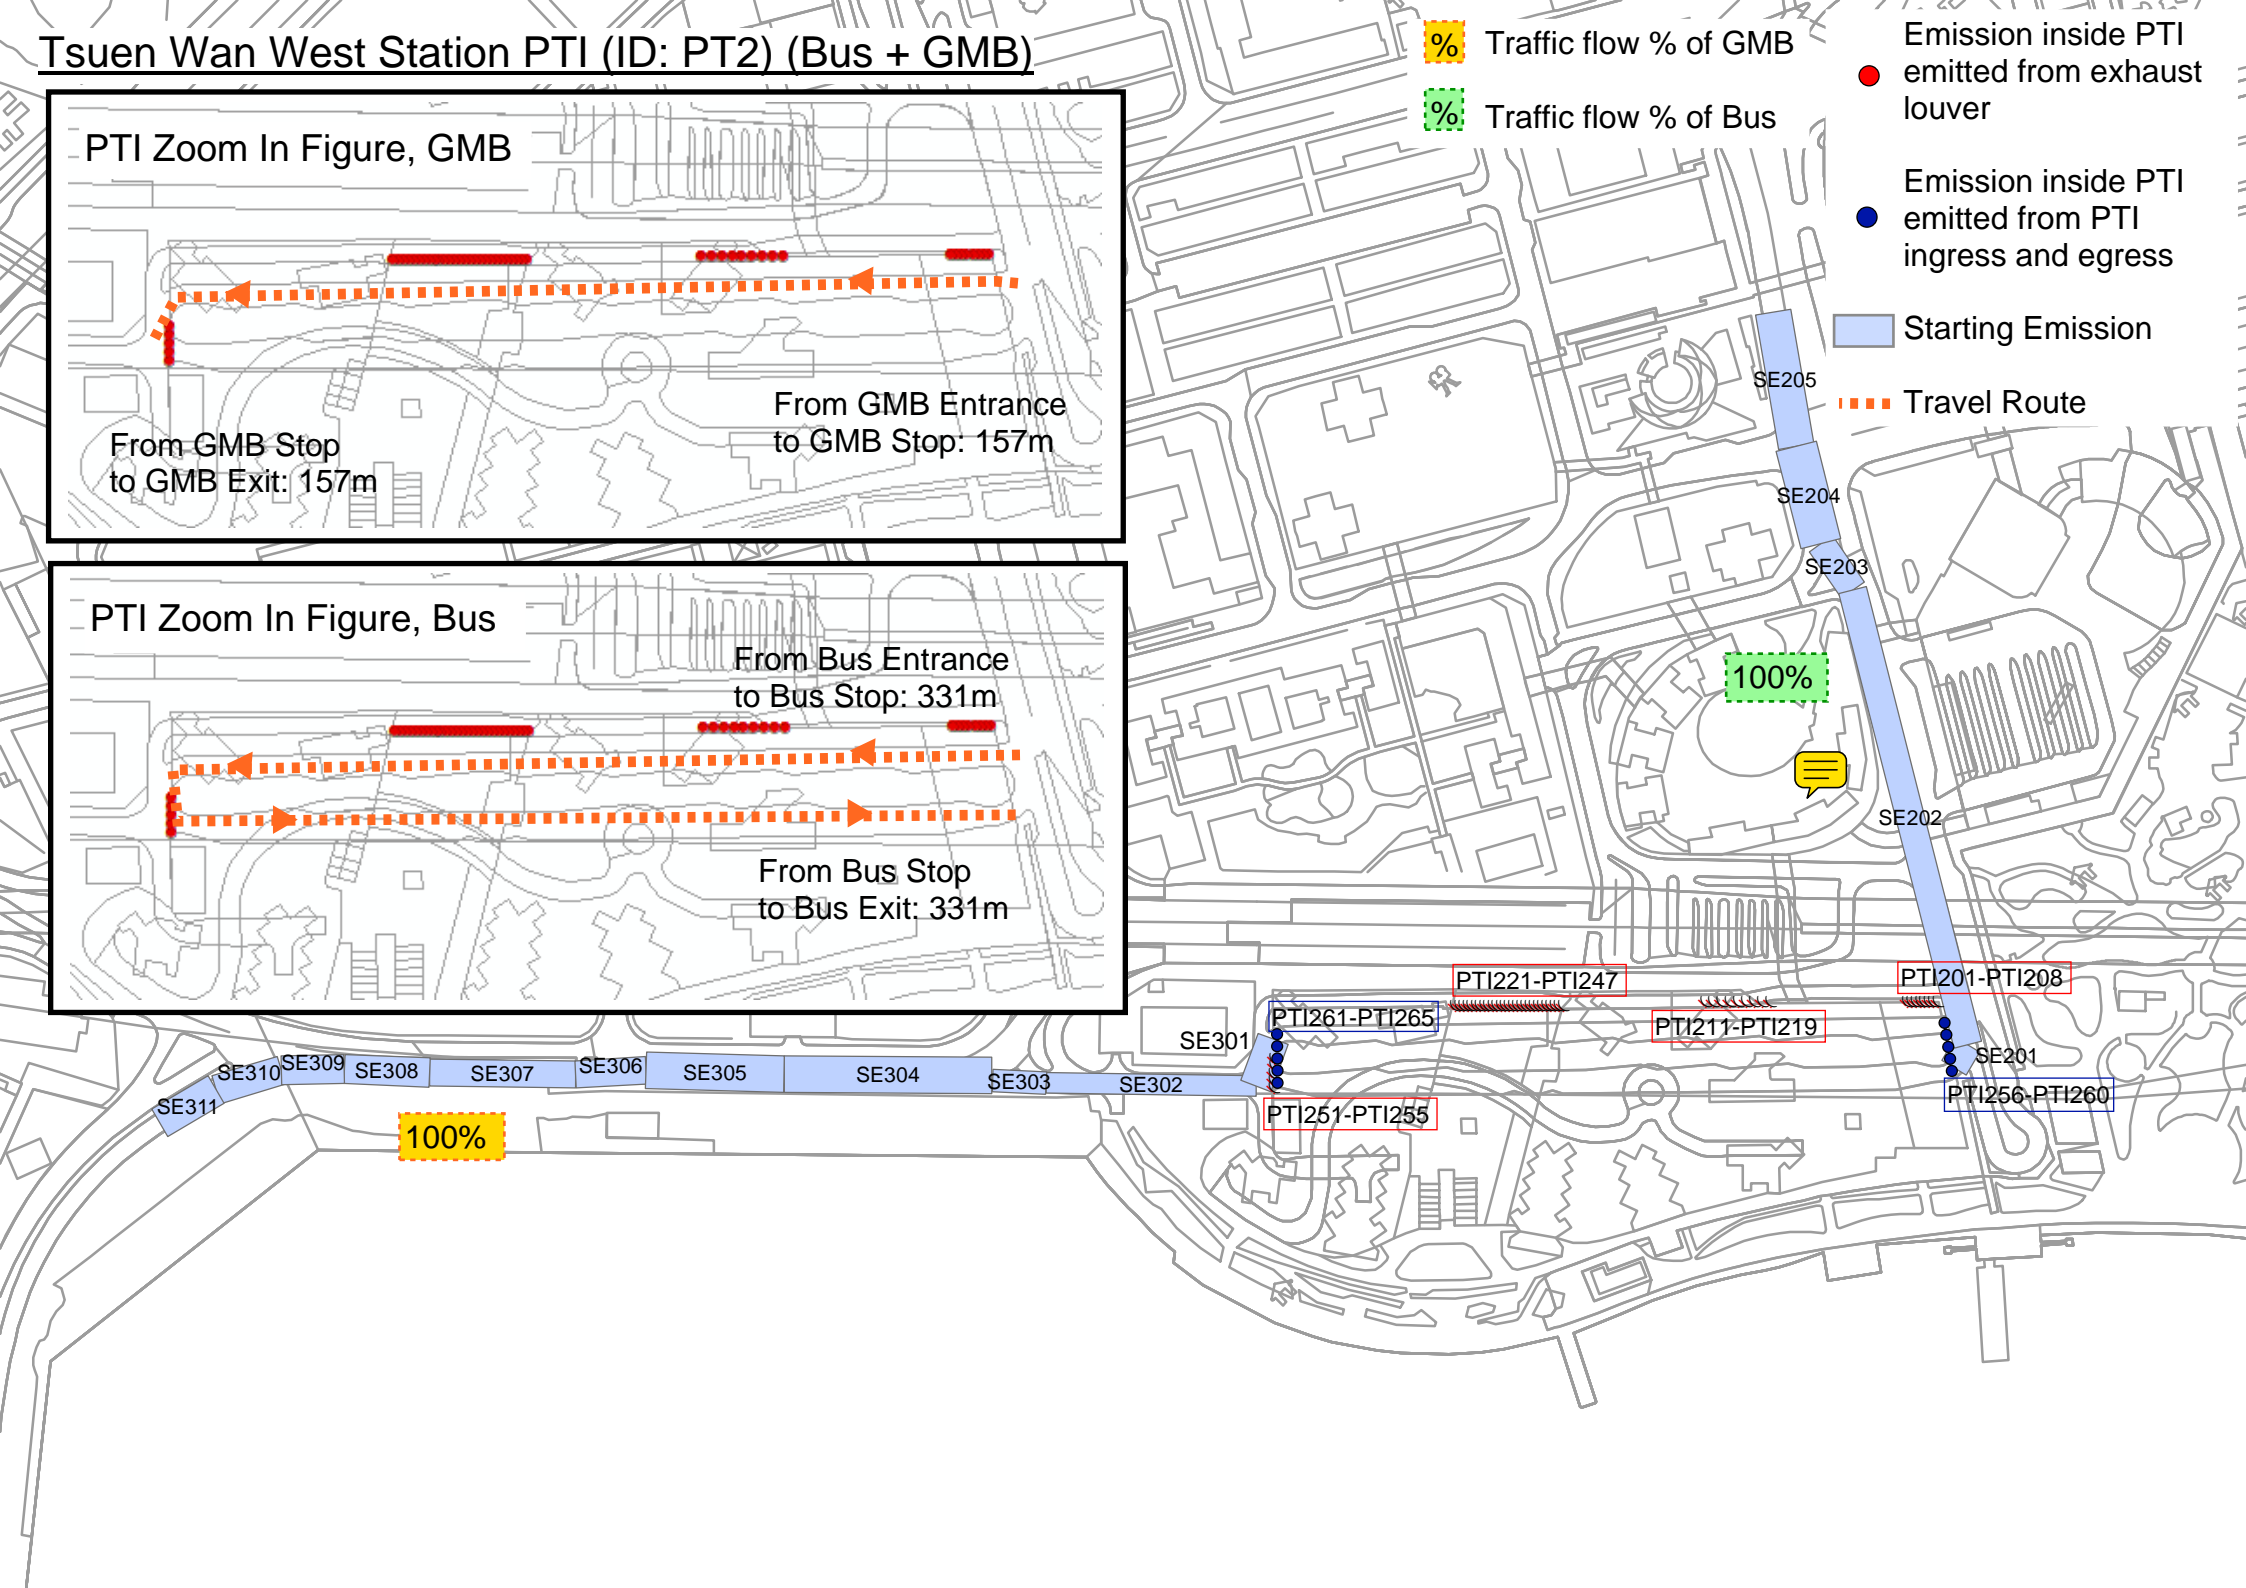 Tsuen Wan West Station PTI (ID: PT2) (Bus + GMB)
% Traffic flow % of GMB
% Traffic flow % of Bus
Emission inside PTI
emitted from exhaust
louver
Emission inside PTI
emitted from PTI
ingress and egress
Starting Emission
Travel Route
PTI Zoom In Figure, GMB
From GMB Entrance
to GMB Stop: 157m
From GMB Stop
to GMB Exit: 157m
PTI Zoom In Figure, Bus
From Bus Entrance
to Bus Stop: 331m
From Bus Stop
to Bus Exit: 331m
SE205
SE204
SE203
100%
SE202
PTI221-PTI247
PTI201-PTI208
PTI261-PTI265
PTI211-PTI219
SE301
SE201
SE311
SE310
SE309
SE308
SE307
SE306
SE305
SE304
SE303
SE302
PTI256-PTI260
PTI251-PTI255
100%